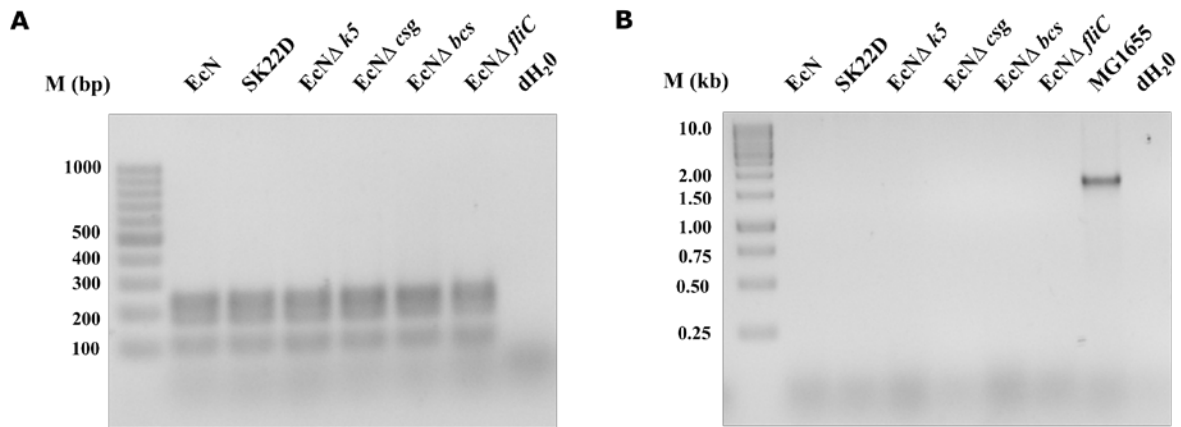 A
M (bp)
EcN
SK22D
EcNΔ k5
EcNΔ csg
EcNΔ bcs
EcNΔ fliC
dH₂0
1000
500
400
300
200
100
B
M (kb)
EcN
SK22D
EcNΔ k5
EcNΔ csg
EcNΔ bcs
EcNΔ fliC
MG1655
dH₂0
10.0
2.00
1.50
1.00
0.75
0.50
0.25